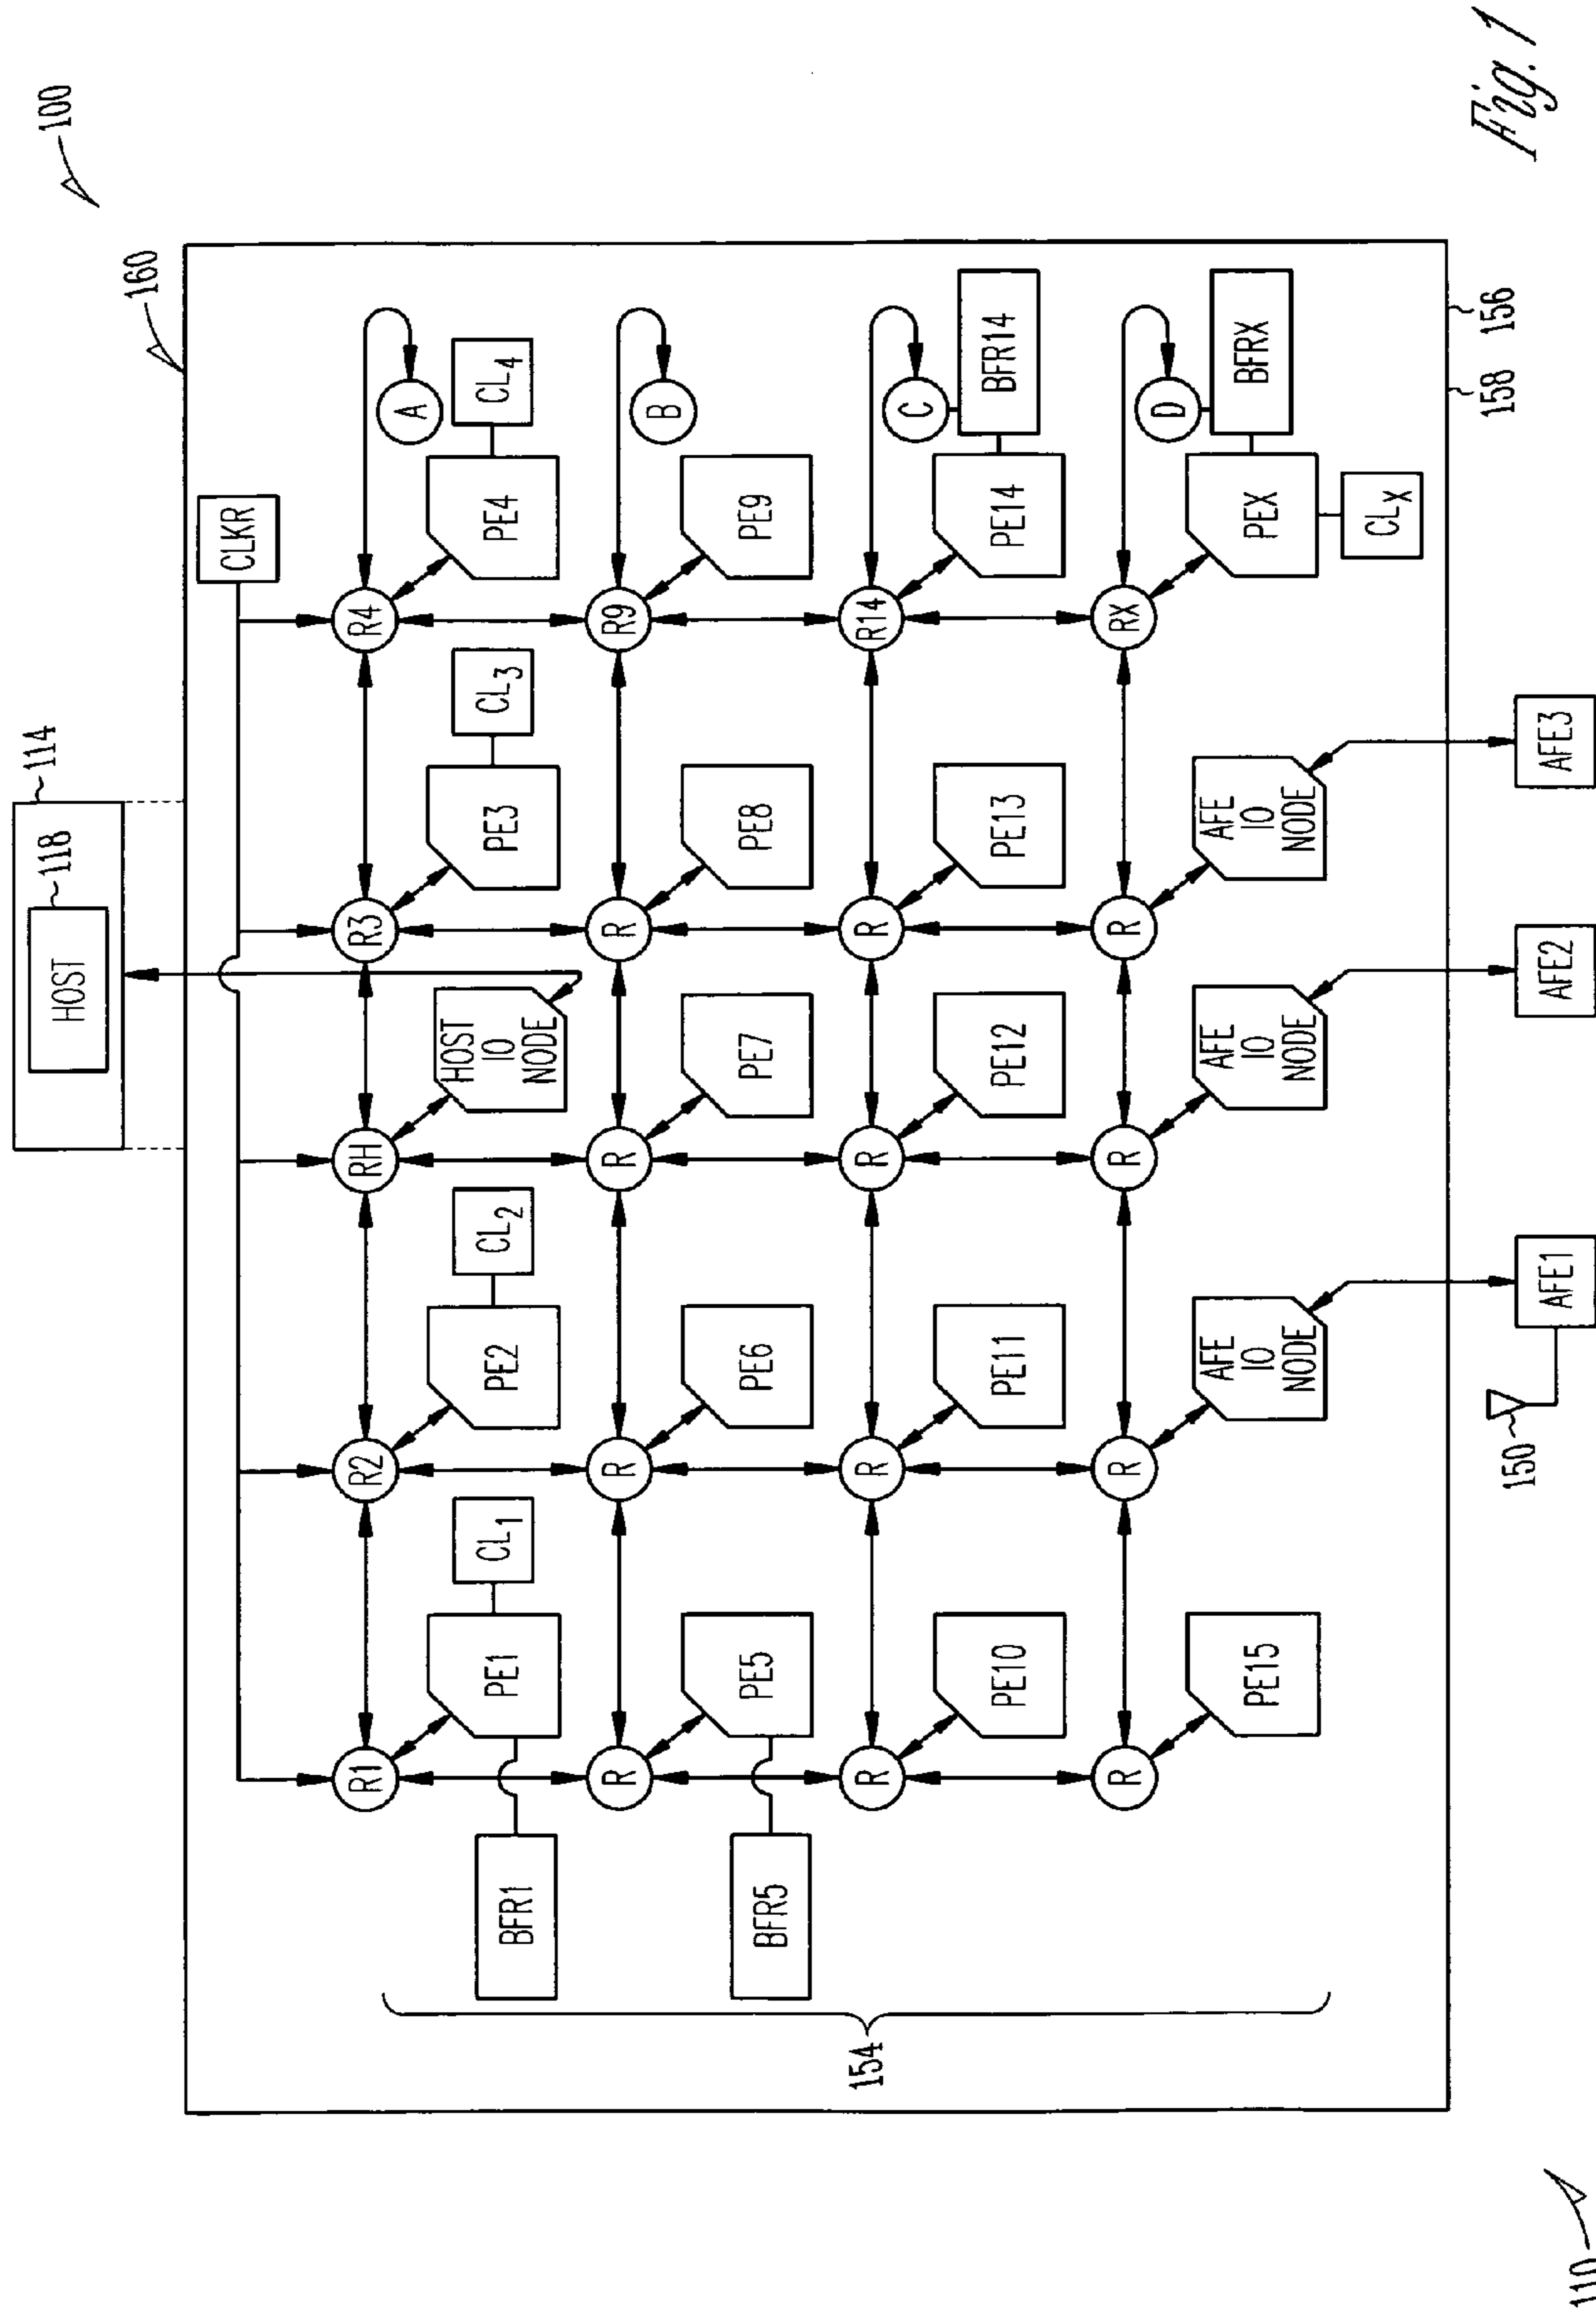 114
118
HOST
100
160
CLKR
R1
R2
RH
R3
R4
A
BFR1
PE1
CL1
PE2
CL2
HOST
IO
NODE
PE3
CL3
PE4
CL4
R
R
R
R
R9
B
BFR5
PE5
PE6
PE7
PE8
PE9
154
R
R
R
R
R14
C
PE10
PE11
PE12
PE13
PE14
BFR14
R
R
R
R
RX
D
PE15
AFE
IO
NODE
AFE
IO
NODE
AFE
IO
NODE
PEX
BFRX
CLX
158
156
150
AFE1
AFE2
AFE3
110
Fig. 1